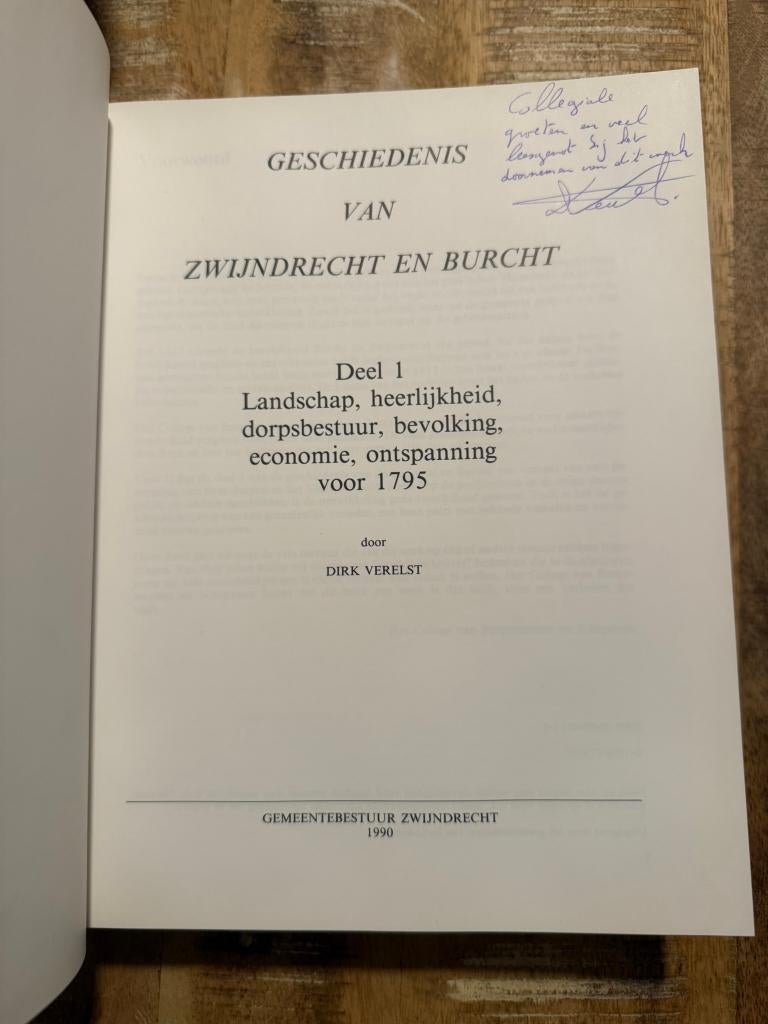 Collegiale
groeten en veel
leesgenot bij het
doornemen van dit werk
GESCHIEDENIS
VAN
ZWIJNDRECHT EN BURCHT
Deel 1
Landschap, heerlijkheid,
dorpsbestuur, bevolking,
economie, ontspanning
voor 1795
door
DIRK VERELST
GEMEENTEBESTUUR ZWIJNDRECHT
1990